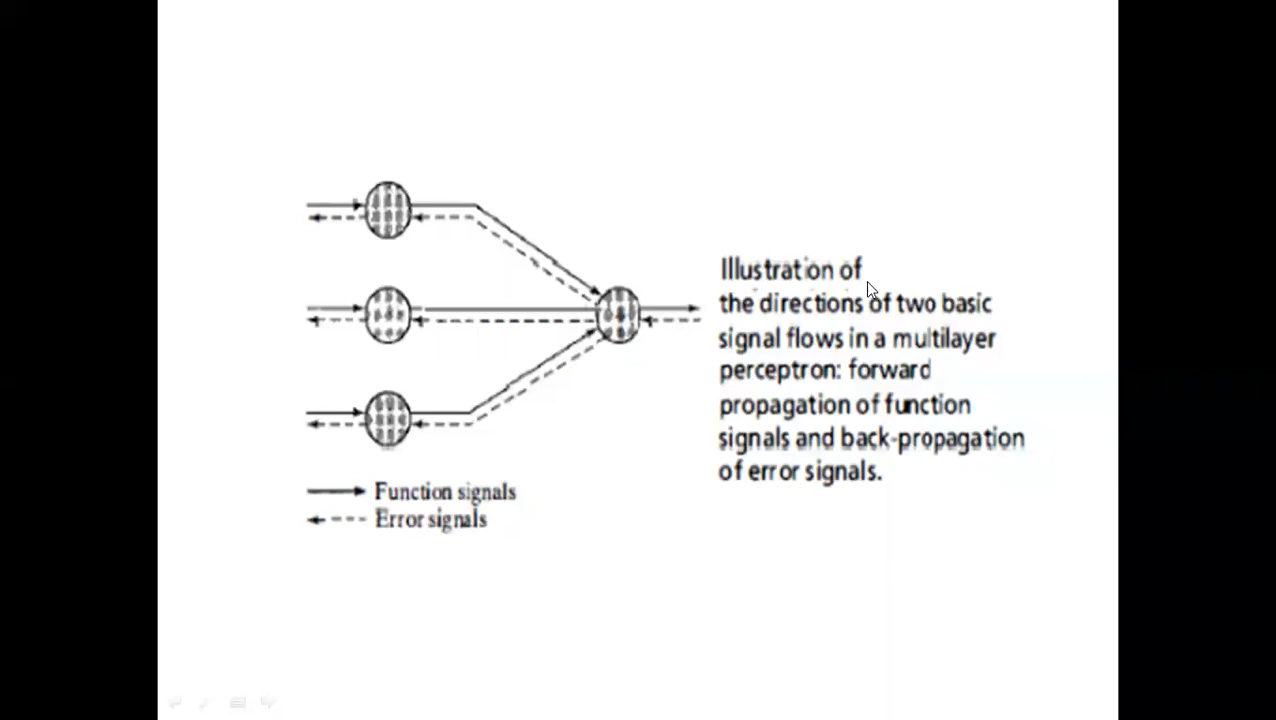 Illustration of
the directions of two basic
signal flows in a multilayer
perceptron: forward
propagation of function
signals and back-propagation
of error signals.
Function signals
Error signals